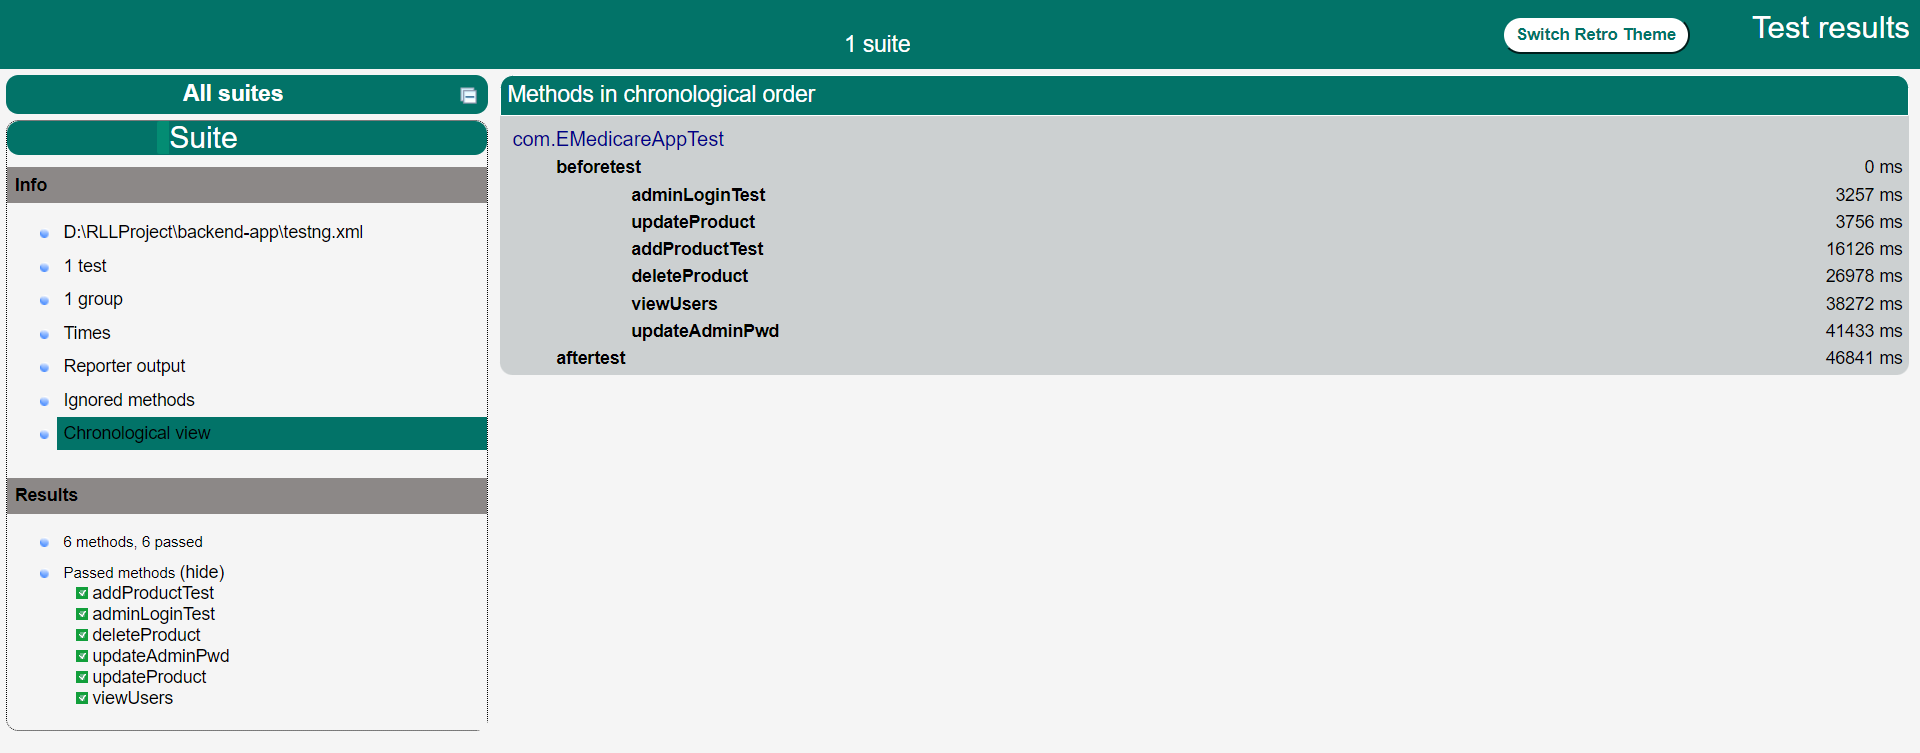 1 suite
Switch Retro Theme
Test results
All suites
Suite
Info
D:\RLLProject\backend-app\testng.xml
1 test
1 group
Times
Reporter output
Ignored methods
Chronological view
Results
6 methods, 6 passed
Passed methods (hide)
addProductTest
adminLoginTest
deleteProduct
updateAdminPwd
updateProduct
viewUsers
Methods in chronological order
com.EMedicareAppTest
beforetest 0 ms
adminLoginTest 3257 ms
updateProduct 3756 ms
addProductTest 16126 ms
deleteProduct 26978 ms
viewUsers 38272 ms
updateAdminPwd 41433 ms
aftertest 46841 ms